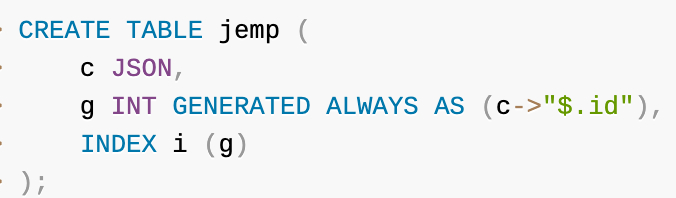 CREATE TABLE jemp (
    c JSON,
    g INT GENERATED ALWAYS AS (c->"$.id"),
    INDEX i (g)
);